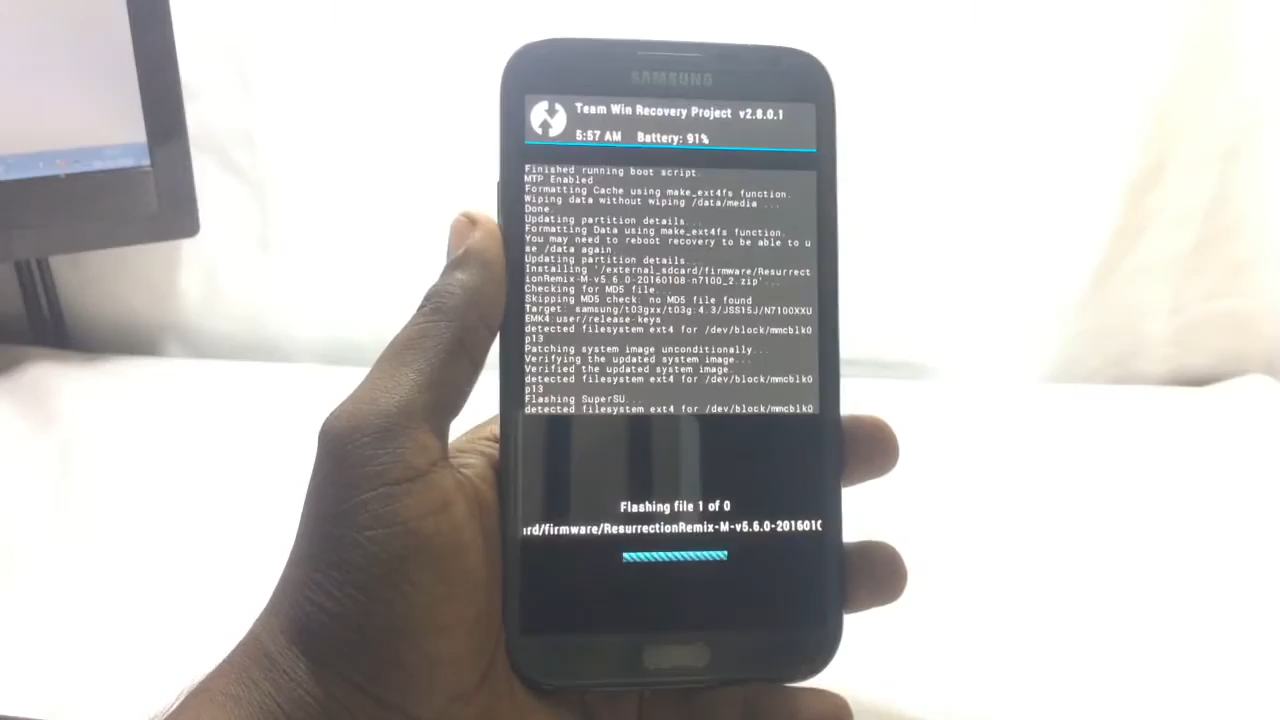 SAMSUNG
Team Win Recovery Project v2.8.0.1
5:57 AM Battery: 91%
Finished running boot script.
MTP Enabled
Formatting Cache using make_ext4fs function.
Wiping data without wiping /data/media ...
Done.
Updating partition details...
Formatting Data using make_ext4fs function.
You may need to reboot recovery to be able to u
se /data again.
Updating partition details...
Installing '/external_sdcard/firmware/Resurrect
ionRemix-M-v5.6.0-20160108-n7100_2.zip'...
Checking for MD5 file...
Skipping MD5 check: no MD5 file found
Target: samsung/t03gxx/t03g:4.3/JSS15J/N7100XXU
EMK4:user/release-keys
detected filesystem ext4 for /dev/block/mmcblk0
p13
Patching system image unconditionally...
Verifying the updated system image...
Verified the updated system image.
detected filesystem ext4 for /dev/block/mmcblk0
p13
Flashing SuperSU...
detected filesystem ext4 for /dev/block/mmcblk0
Flashing file 1 of 0
rd/firmware/ResurrectionRemix-M-v5.6.0-2016010